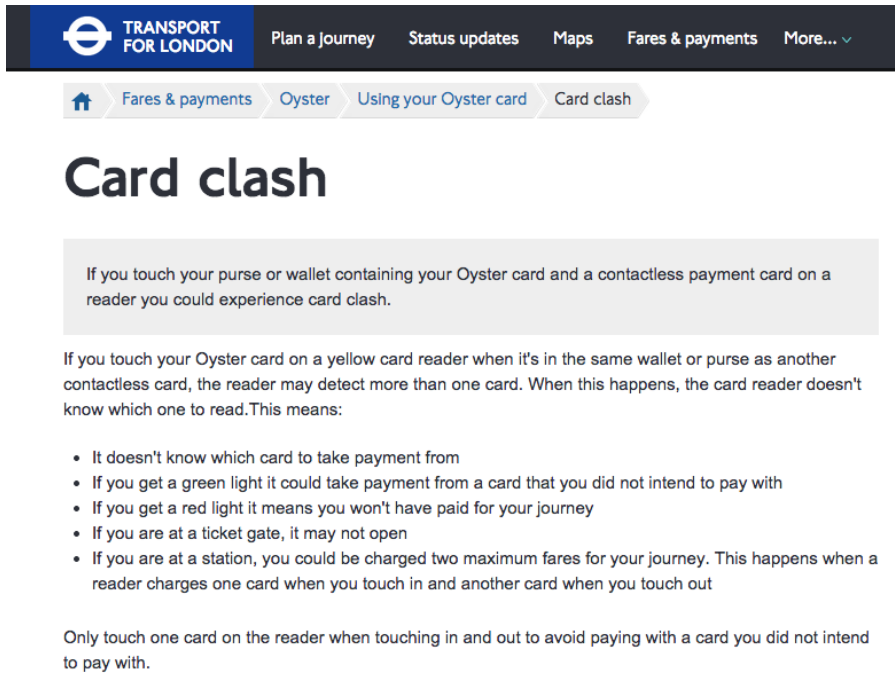 TRANSPORT
FOR LONDON
Plan a journey
Status updates
Maps
Fares & payments
More...
Fares & payments
Oyster
Using your Oyster card
Card clash
Card clash
If you touch your purse or wallet containing your Oyster card and a contactless payment card on a
reader you could experience card clash.
If you touch your Oyster card on a yellow card reader when it's in the same wallet or purse as another
contactless card, the reader may detect more than one card. When this happens, the card reader doesn't
know which one to read.This means:
• It doesn't know which card to take payment from
• If you get a green light it could take payment from a card that you did not intend to pay with
• If you get a red light it means you won't have paid for your journey
• If you are at a ticket gate, it may not open
• If you are at a station, you could be charged two maximum fares for your journey. This happens when a
reader charges one card when you touch in and another card when you touch out
Only touch one card on the reader when touching in and out to avoid paying with a card you did not intend
to pay with.